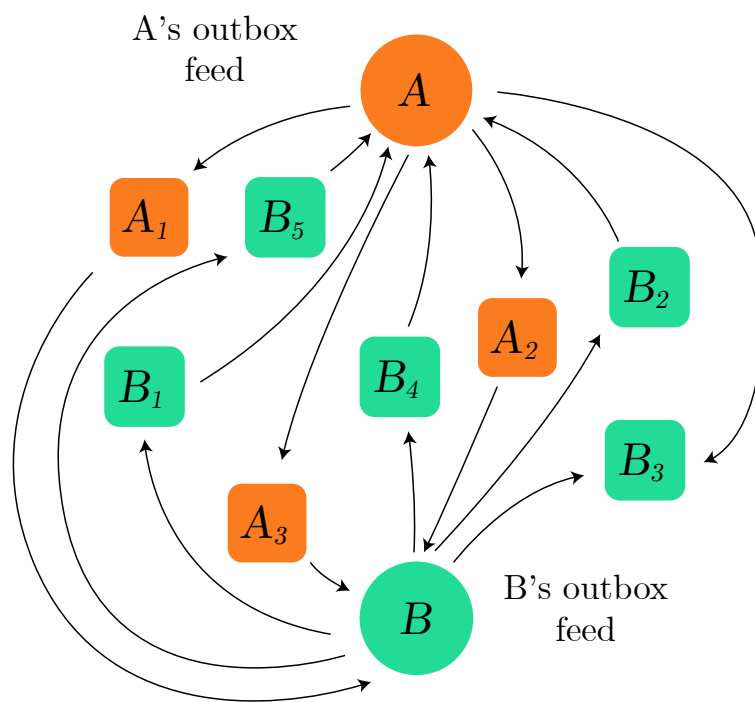 A's outbox
feed
A
A₁
B₅
B₂
A₂
B₁
B₄
B₃
A₃
B's outbox
feed
B